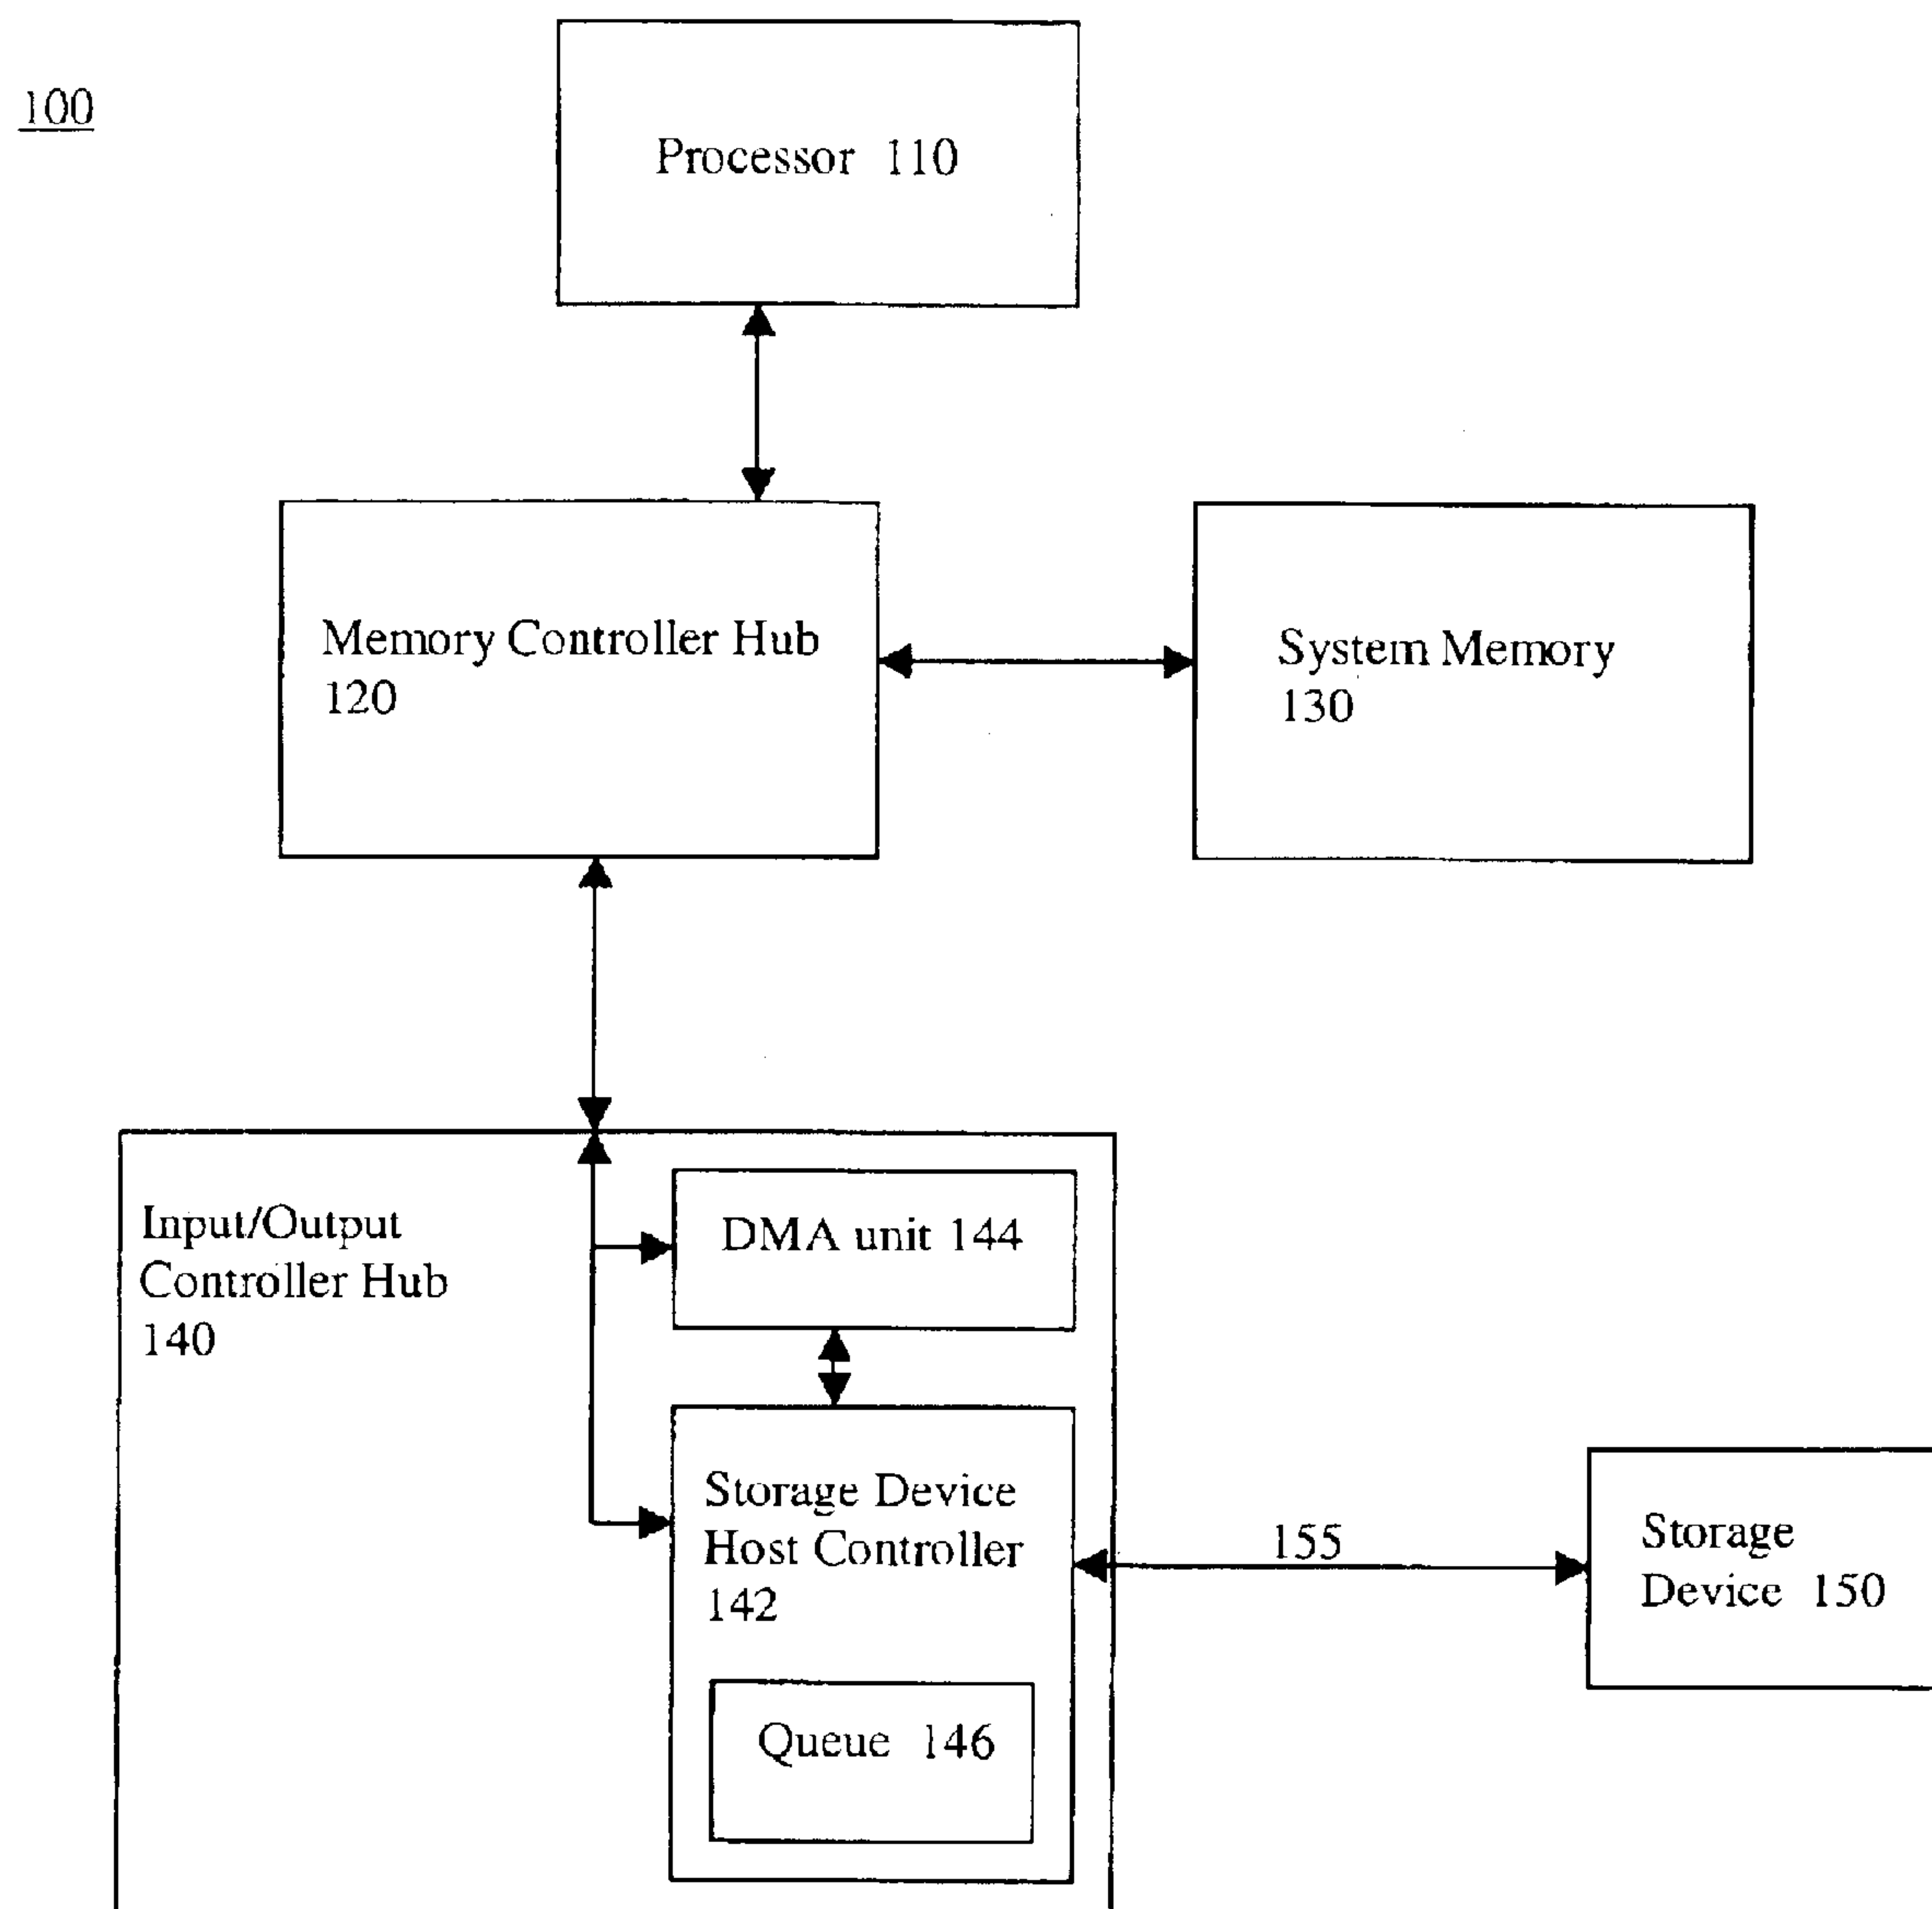 100
Processor 110
Memory Controller Hub
120
System Memory
130
Input/Output
Controller Hub
140
DMA unit 144
Storage Device
Host Controller
142
155
Storage
Device 150
Queue 146